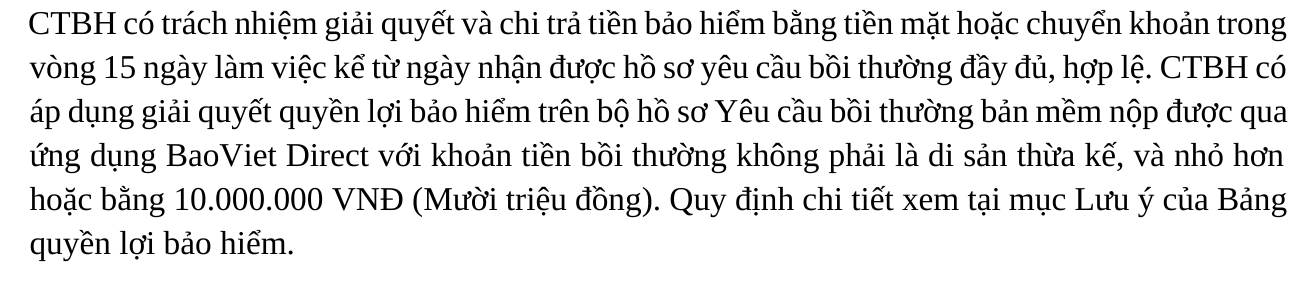 CTBH có trách nhiệm giải quyết và chi trả tiền bảo hiểm bằng tiền mặt hoặc chuyển khoản trong
vòng 15 ngày làm việc kể từ ngày nhận được hồ sơ yêu cầu bồi thường đầy đủ, hợp lệ. CTBH có
áp dụng giải quyết quyền lợi bảo hiểm trên bộ hồ sơ Yêu cầu bồi thường bản mềm nộp được qua
ứng dụng BaoViet Direct với khoản tiền bồi thường không phải là di sản thừa kế, và nhỏ hơn
hoặc bằng 10.000.000 VNĐ (Mười triệu đồng). Quy định chi tiết xem tại mục Lưu ý của Bảng
quyền lợi bảo hiểm.